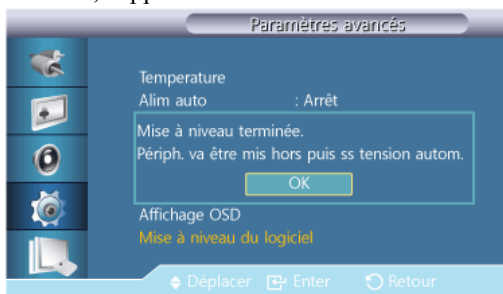 Paramètres avancés
Temperature
Alim auto : Arrêt
Mise à niveau terminée.
Périph. va être mis hors puis ss tension autom.
OK
Affichage OSD
Mise à niveau du logiciel
Déplacer Enter Retour